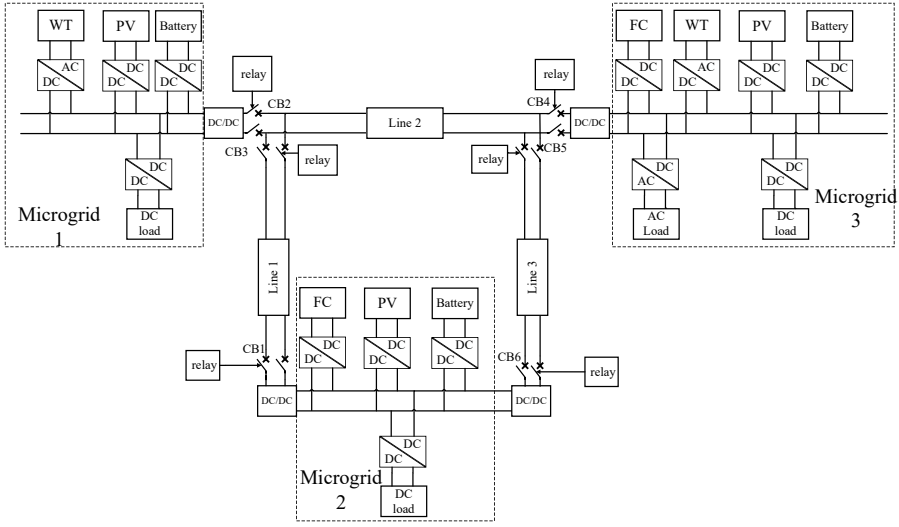 WT
PV
Battery
AC
DC
DC
DC
DC
DC
DC/DC
DC
DC
DC
load
Microgrid
1
relay
CB2
CB3
relay
Line 2
relay
CB4
CB5
relay
DC/DC
FC
WT
PV
Battery
DC
DC
AC
DC
DC
DC
DC
DC
DC
AC
DC
DC
AC
Load
DC
load
Microgrid
3
Line 1
Line 3
FC
PV
Battery
DC
DC
DC
DC
DC
DC
relay
CB1
CB6
relay
DC/DC
DC/DC
DC
DC
DC
load
Microgrid
2